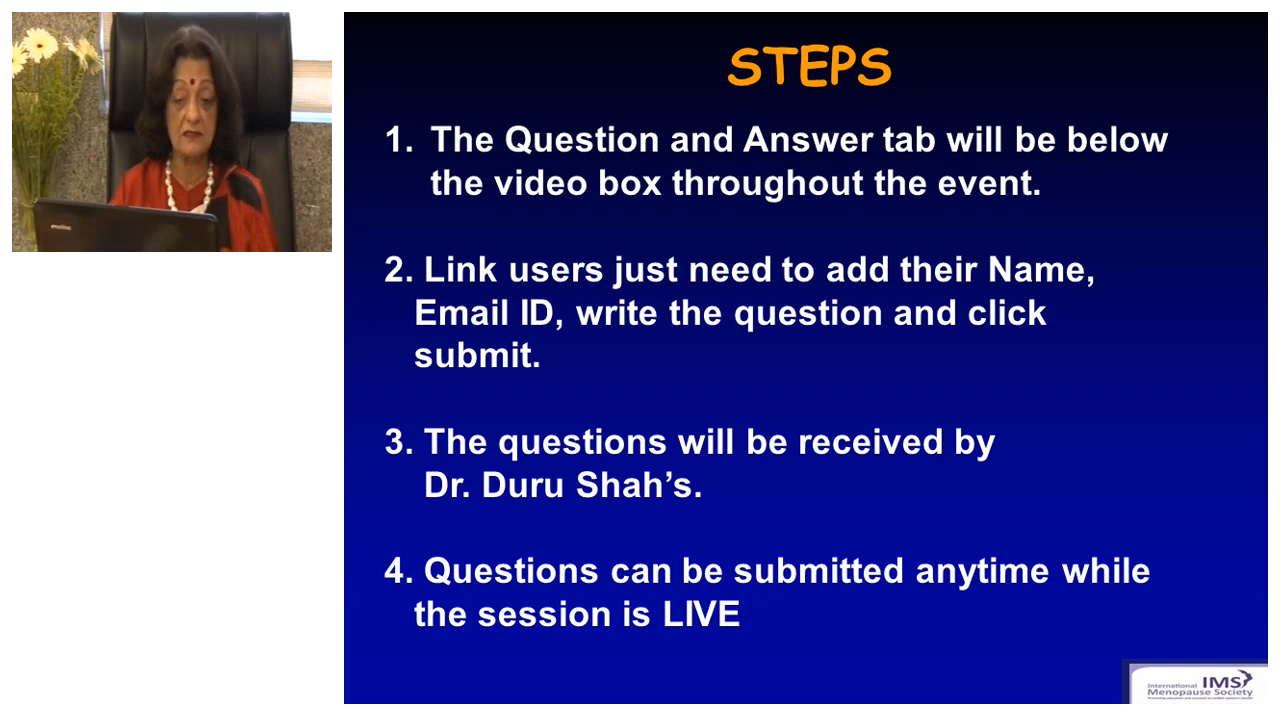 STEPS
1. The Question and Answer tab will be below
the video box throughout the event.
2. Link users just need to add their Name,
Email ID, write the question and click
submit.
3. The questions will be received by
Dr. Duru Shah’s.
4. Questions can be submitted anytime while
the session is LIVE
International IMS
Menopause Society